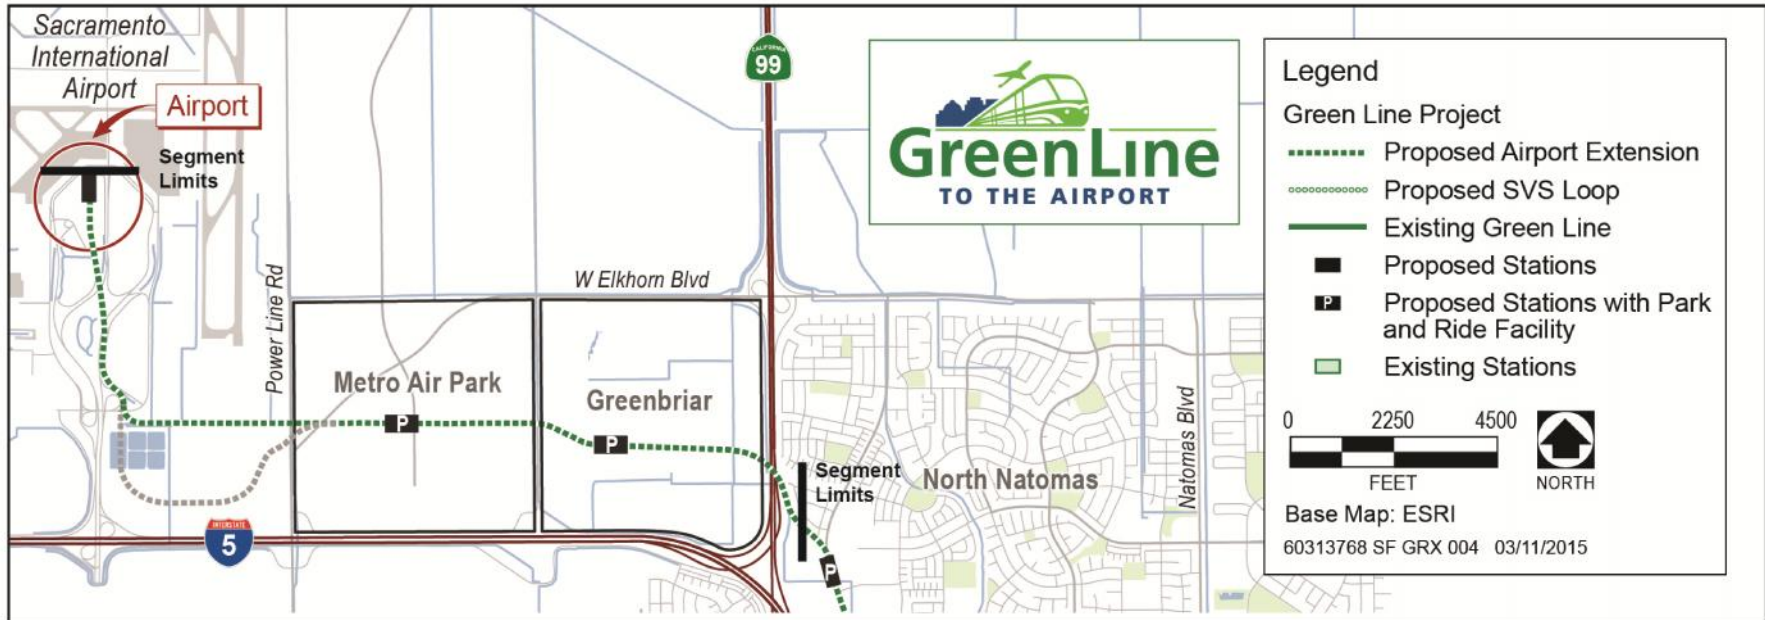 Sacramento
International
Airport
Airport
Segment
Limits
Power Line Rd
W Elkhorn Blvd
CALIFORNIA
99
Metro Air Park
Greenbriar
P
P
INTERSTATE
5
Segment
Limits
P
North Natomas
Natomas Blvd
Green Line
TO THE AIRPORT
Legend
Green Line Project
Proposed Airport Extension
Proposed SVS Loop
Existing Green Line
Proposed Stations
P
Proposed Stations with Park
and Ride Facility
Existing Stations
0 2250 4500
FEET
NORTH
Base Map: ESRI
60313768 SF GRX 004 03/11/2015